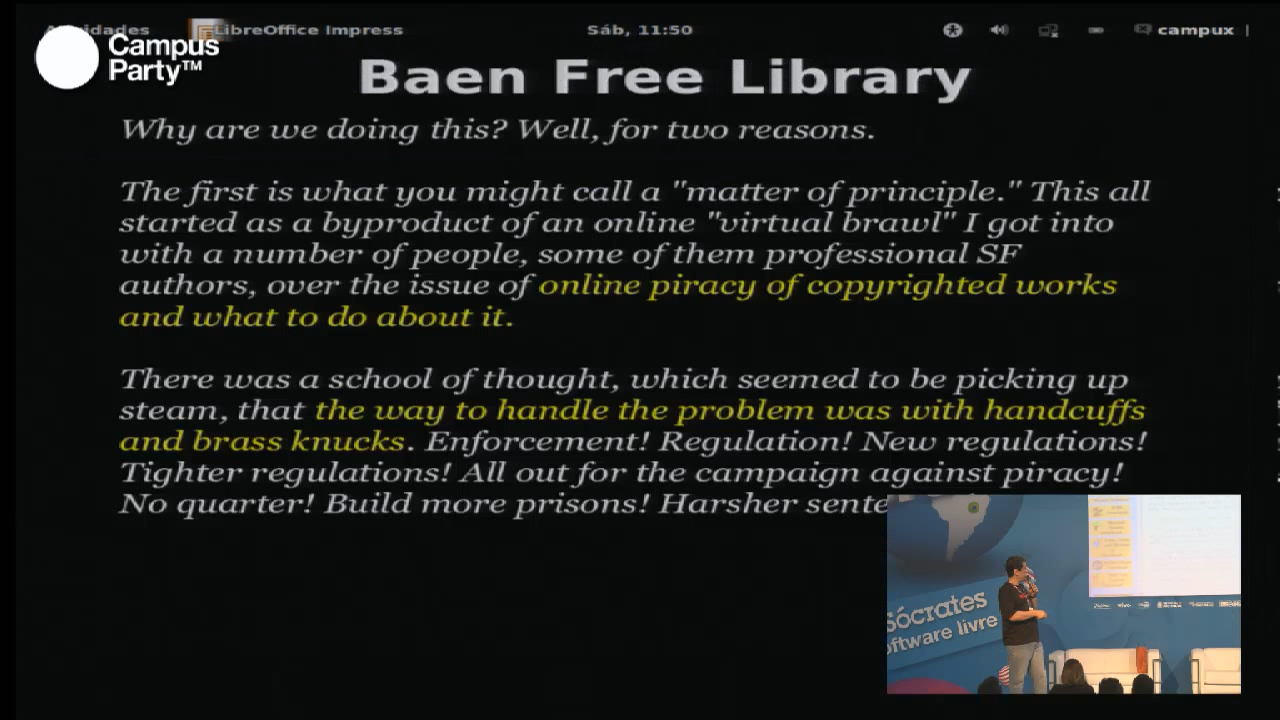 LibreOffice Impress
Sáb, 11:50
campux
Campus
Party™
Baen Free Library
Why are we doing this? Well, for two reasons.
The first is what you might call a "matter of principle." This all
started as a byproduct of an online "virtual brawl" I got into
with a number of people, some of them professional SF
authors, over the issue of online piracy of copyrighted works
and what to do about it.
There was a school of thought, which seemed to be picking up
steam, that the way to handle the problem was with handcuffs
and brass knucks. Enforcement! Regulation! New regulations!
Tighter regulations! All out for the campaign against piracy!
No quarter! Build more prisons! Harsher sente
Sócrates
oftware livre
vivo